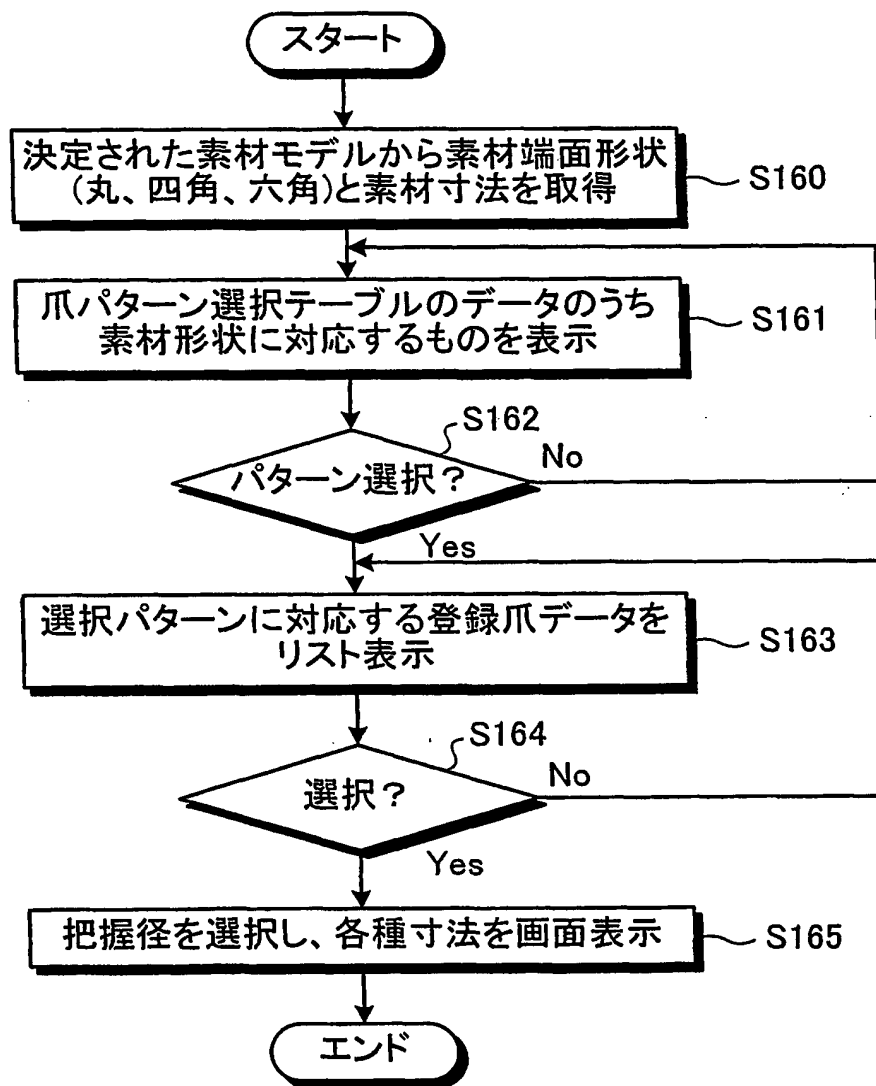 スタート
決定された素材モデルから素材端面形状
(丸、四角、六角)と素材寸法を取得
S160
爪パターン選択テーブルのデータのうち
素材形状に対応するものを表示
S161
S162
パターン選択?
No
Yes
選択パターンに対応する登録爪データを
リスト表示
S163
S164
選択?
No
Yes
把握径を選択し、各種寸法を画面表示
S165
エンド